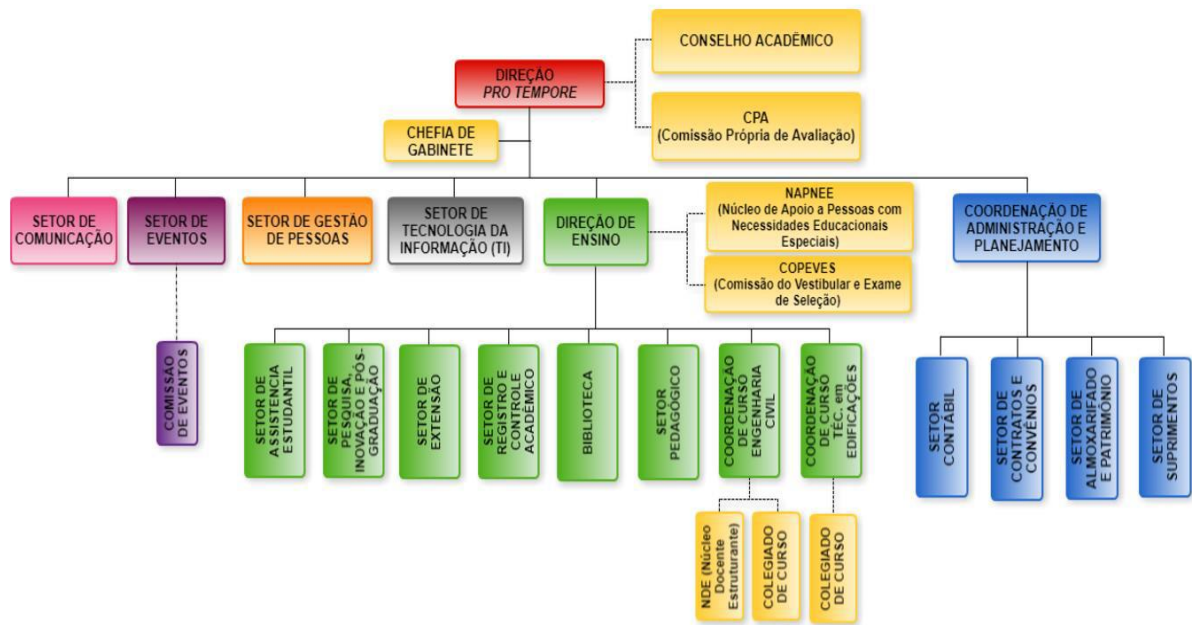 CONSELHO ACADÊMICO
DIREÇÃO
PRO TEMPORE
CPA
(Comissão Própria de Avaliação)
CHEFIA DE
GABINETE
SETOR DE
COMUNICAÇÃO
SETOR DE
EVENTOS
SETOR DE GESTÃO
DE PESSOAS
SETOR DE
TECNOLOGIA DA
INFORMAÇÃO (TI)
DIREÇÃO DE
ENSINO
NAPNEE
(Núcleo de Apoio a Pessoas com
Necessidades Educacionais
Especiais)
COPEVES
(Comissão do Vestibular e Exame
de Seleção)
COORDENAÇÃO DE
ADMINISTRAÇÃO E
PLANEJAMENTO
COMISSÃO
DE EVENTOS
SETOR DE
ASSISTENCIA
ESTUDANTIL
SETOR DE
PESQUISA,
INOVAÇÃO E PÓS-
GRADUAÇÃO
SETOR DE
EXTENSÃO
SETOR DE
REGISTRO E
CONTROLE
ACADÊMICO
BIBLIOTECA
SETOR
PEDAGOGICO
COORDENAÇÃO
DE CURSO
ENGENHARIA
CIVIL
COORDENAÇÃO
DE CURSO
TÉC. em
EDIFICAÇÕES
SETOR
CONTÁBIL
SETOR DE
CONTRATOS E
CONVÊNIOS
SETOR DE
ALMOXARIFADO
E PATRIMÔNIO
SETOR DE
SUPRIMENTOS
NDE (Núcleo
Docente
Estruturante)
COLEGIADO
DE CURSO
COLEGIADO
DE CURSO